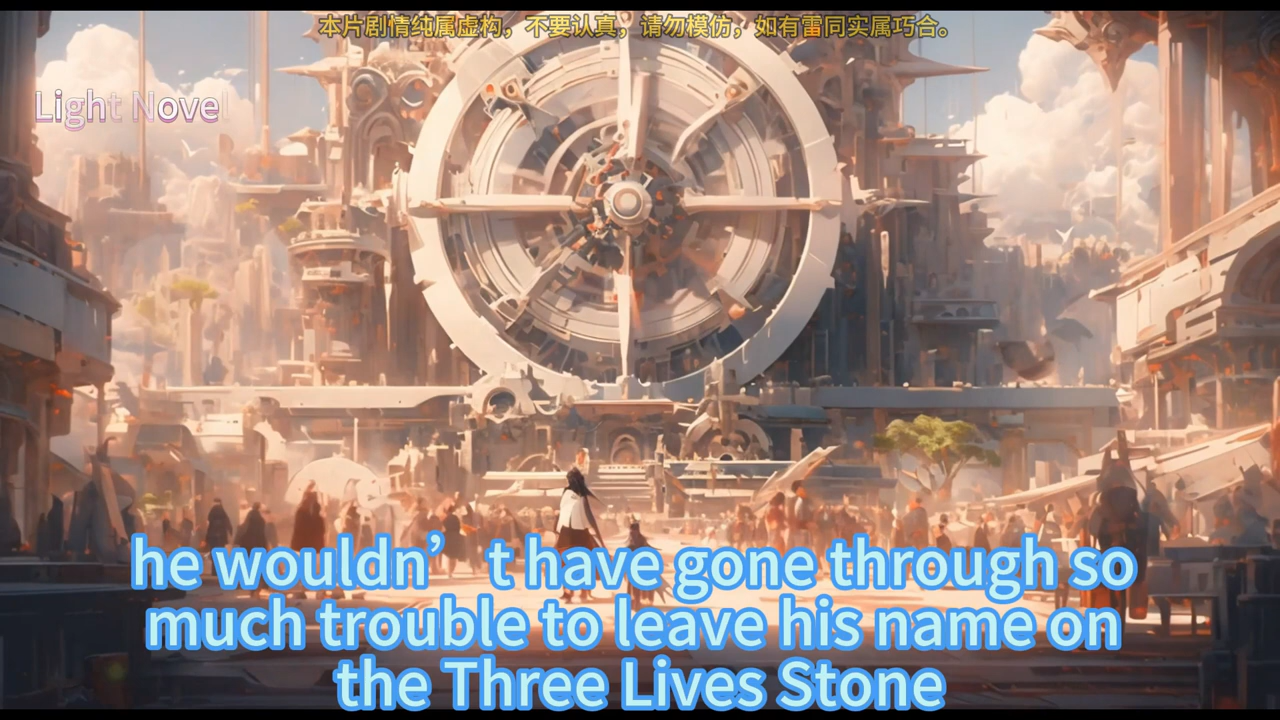 本片剧情纯属虚构，不要认真，请勿模仿，如有雷同实属巧合。
Light Novel
he wouldn’t have gone through so
much trouble to leave his name on
the Three Lives Stone